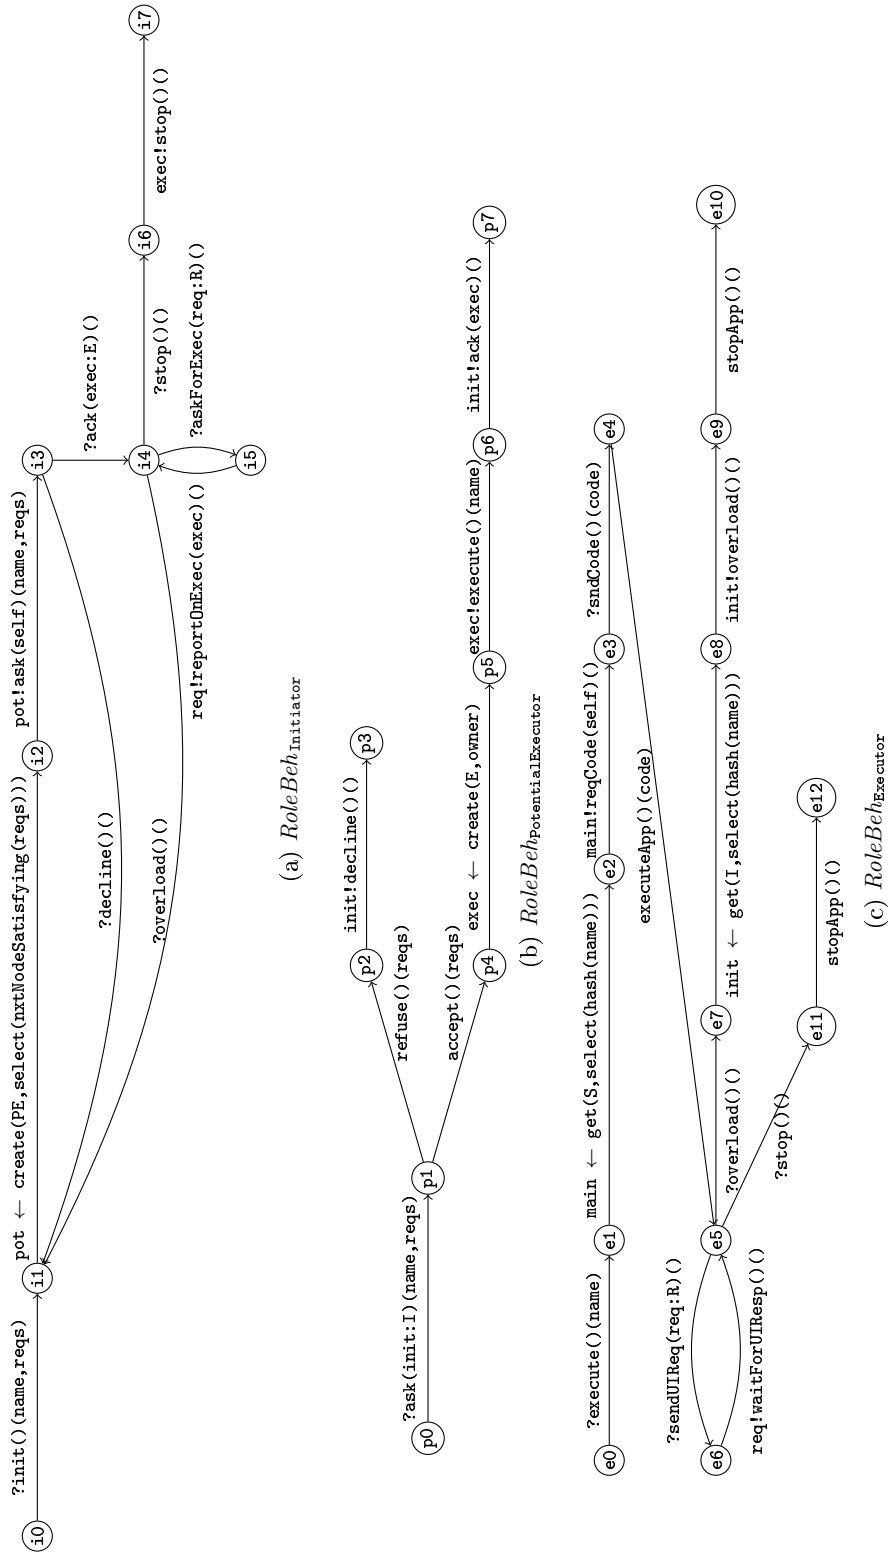 ?init()(name,reqs)
pot ← create(PE,select(nxtNodeSatisfying(reqs)))
pot!ask(self)(name,reqs)
i0
i1
i2
i3
?decline()()
?ack(exec:E)()
?overload()()
i4
?stop()()
i6
exec!stop()()
i7
req!reportOnExec(exec)()
?askForExec(req:R)()
i5
(a) RoleBeh_Initiator
init!decline()()
p2
p3
refuse()(reqs)
?ask(init:I)(name,reqs)
p0
p1
accept()(reqs)
exec ← create(E,owner)
exec!execute()(name)
init!ack(exec)()
p4
p5
p6
p7
(b) RoleBeh_PotentialExecutor
?execute()(name)
main ← get(S,select(hash(name)))
main!reqCode(self)()
?sndCode()(code)
e0
e1
e2
e3
e4
executeApp()(code)
?sendUIReq(req:R)()
e6
e5
e7
e8
e9
e10
req!waitForUIResp()()
?overload()()
init ← get(I,select(hash(name)))
init!overload()()
stopApp()()
?stop()()
e11
e12
stopApp()()
(c) RoleBeh_Executor